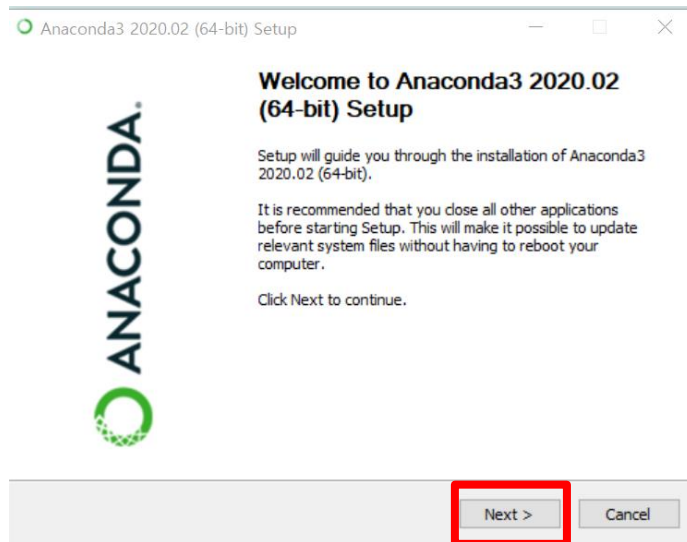 Anaconda3 2020.02 (64-bit) Setup
ANACONDA.
Welcome to Anaconda3 2020.02
(64-bit) Setup
Setup will guide you through the installation of Anaconda3
2020.02 (64-bit).
It is recommended that you close all other applications
before starting Setup. This will make it possible to update
relevant system files without having to reboot your
computer.
Click Next to continue.
Next >
Cancel